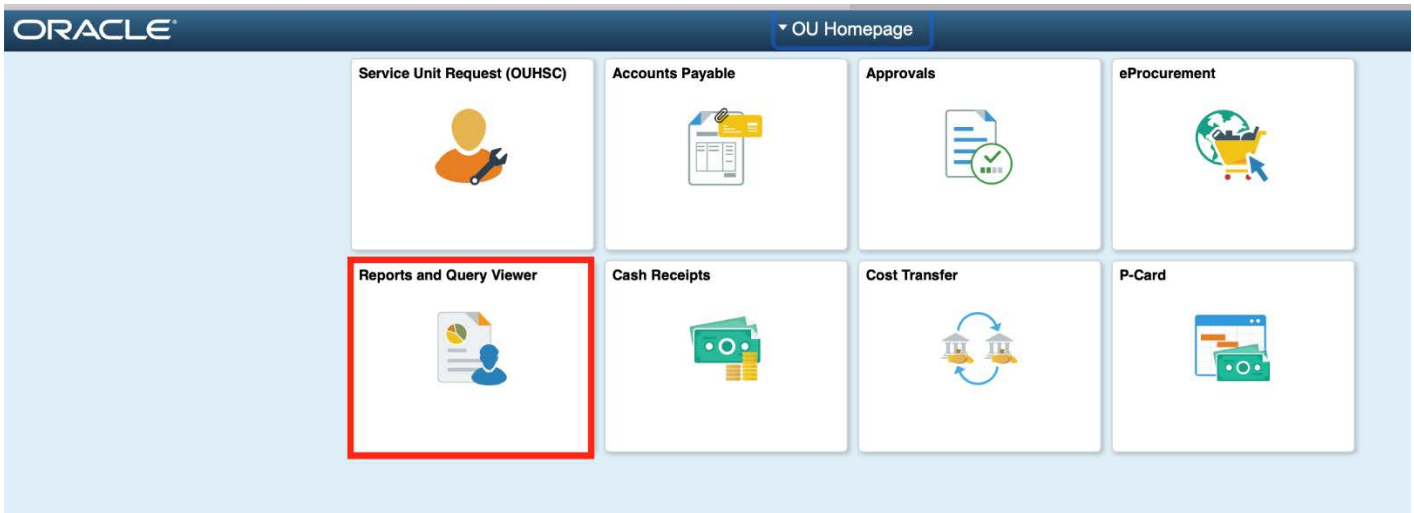 ORACLE
OU Homepage
Service Unit Request (OUHSC)
Accounts Payable
Approvals
eProcurement
Reports and Query Viewer
Cash Receipts
Cost Transfer
P-Card